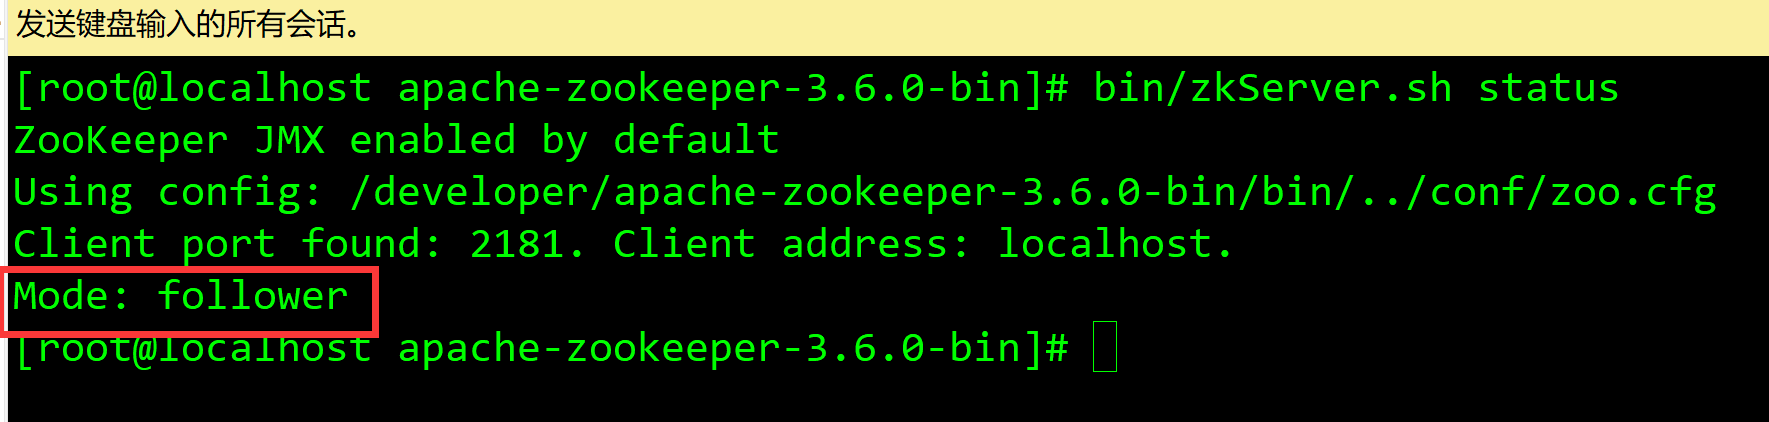 发送键盘输入的所有会话。
[root@localhost apache-zookeeper-3.6.0-bin]# bin/zkServer.sh status
ZooKeeper JMX enabled by default
Using config: /developer/apache-zookeeper-3.6.0-bin/bin/../conf/zoo.cfg
Client port found: 2181. Client address: localhost.
Mode: follower
[root@localhost apache-zookeeper-3.6.0-bin]#